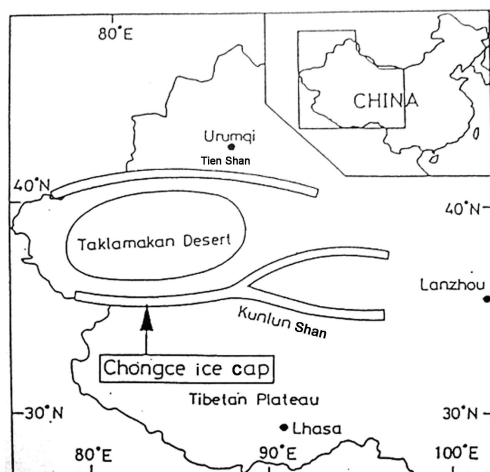 80°E
CHINA
Urumqi
Tien Shan
40°N
40°N
Taklamakan Desert
Lanzhou
Kunlun Shan
Chongce ice cap
Tibetan Plateau
30°N
30°N
Lhasa
80°E
90°E
100°E